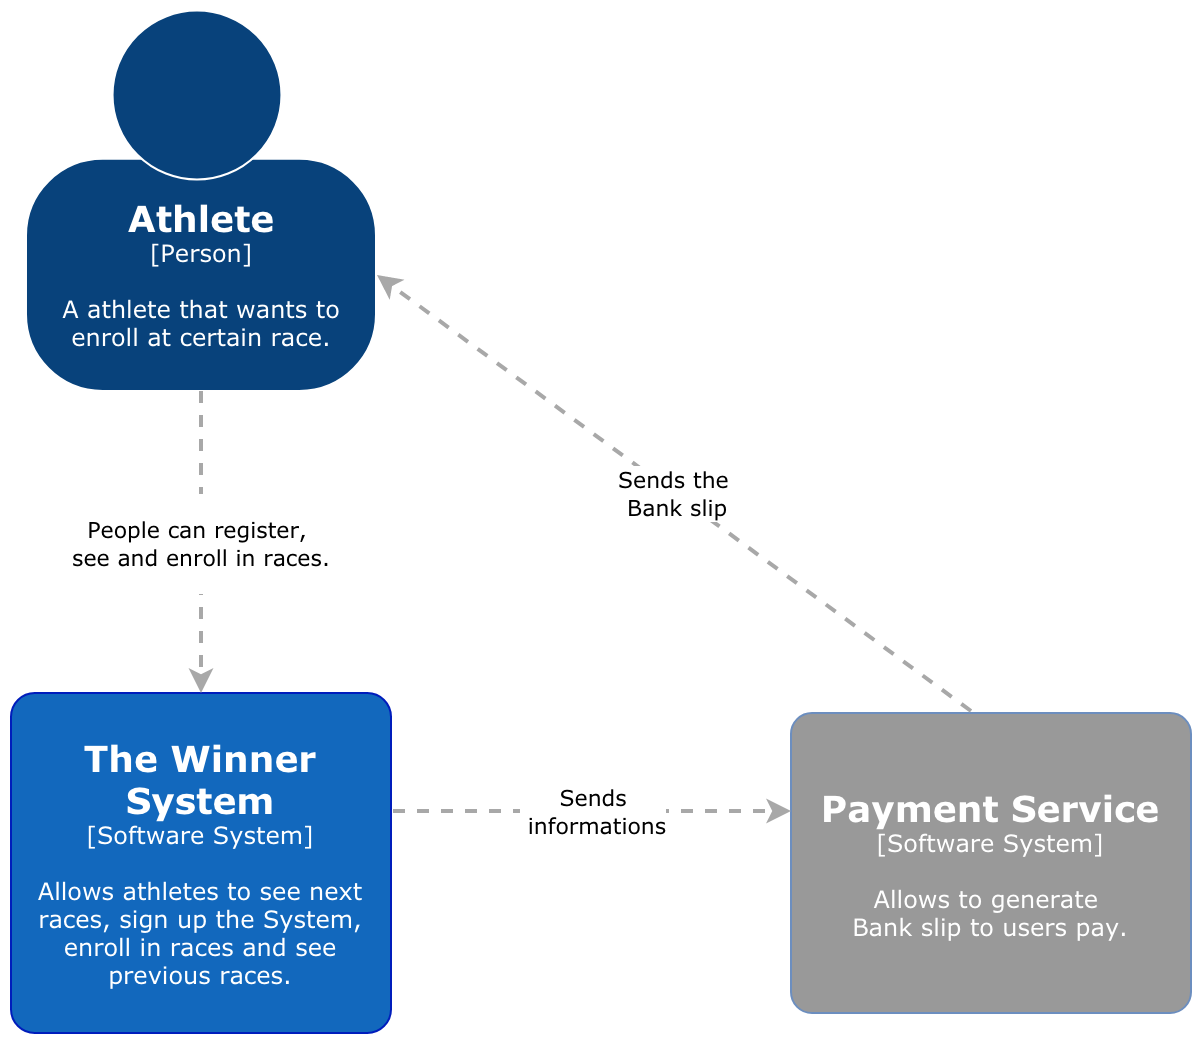 Athlete
[Person]
A athlete that wants to
enroll at certain race.
Sends the
Bank slip
People can register,
see and enroll in races.
The Winner
System
[Software System]
Allows athletes to see next
races, sign up the System,
enroll in races and see
previous races.
Sends
informations
Payment Service
[Software System]
Allows to generate
Bank slip to users pay.